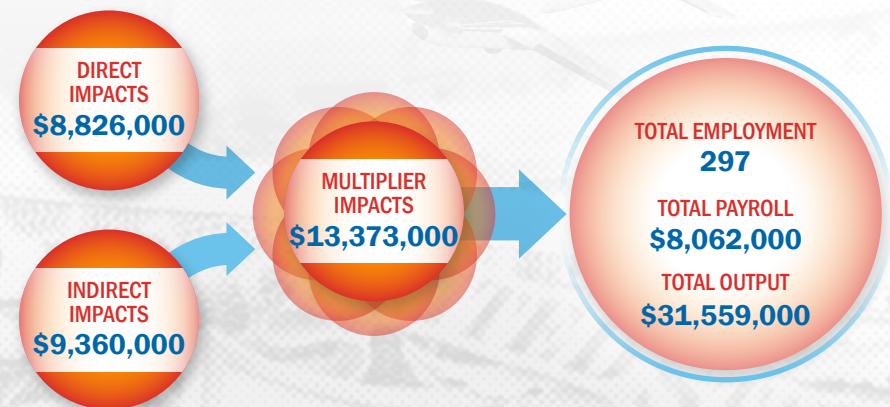 DIRECT
IMPACTS
$8,826,000
INDIRECT
IMPACTS
$9,360,000
MULTIPLIER
IMPACTS
$13,373,000
TOTAL EMPLOYMENT
297
TOTAL PAYROLL
$8,062,000
TOTAL OUTPUT
$31,559,000